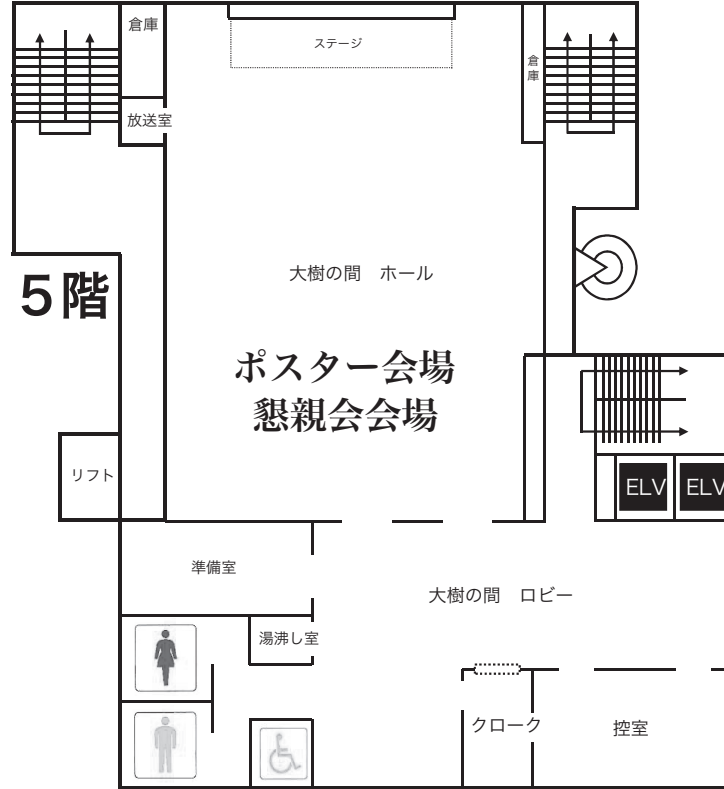 倉庫
ステージ
倉庫
放送室
大樹の間　ホール
5階
ポスター会場
懇親会会場
リフト
ELV ELV
準備室
大樹の間　ロビー
湯沸し室
クローク
控室